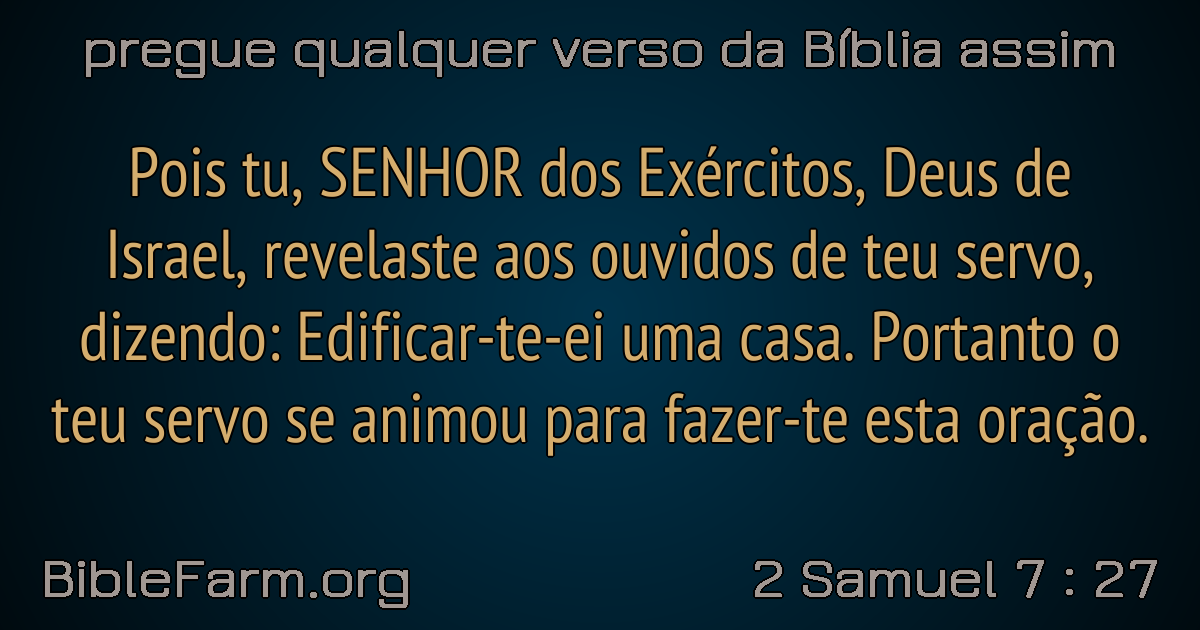 pregue qualquer verso da Bíblia assim
Pois tu, SENHOR dos Exércitos, Deus de
Israel, revelaste aos ouvidos de teu servo,
dizendo: Edificar-te-ei uma casa. Portanto o
teu servo se animou para fazer-te esta oração.
BibleFarm.org
2 Samuel 7 : 27